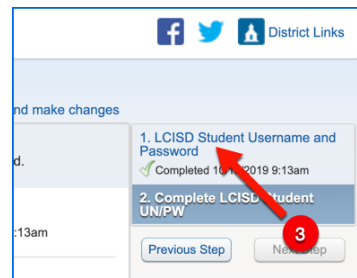 District Links
nd make changes
1. LCISD Student Username and
Password
d.
Completed 10/ /2019 9:13am
2. Complete LCISD Student
UN/PW
:13am
3
Previous Step
Next Step